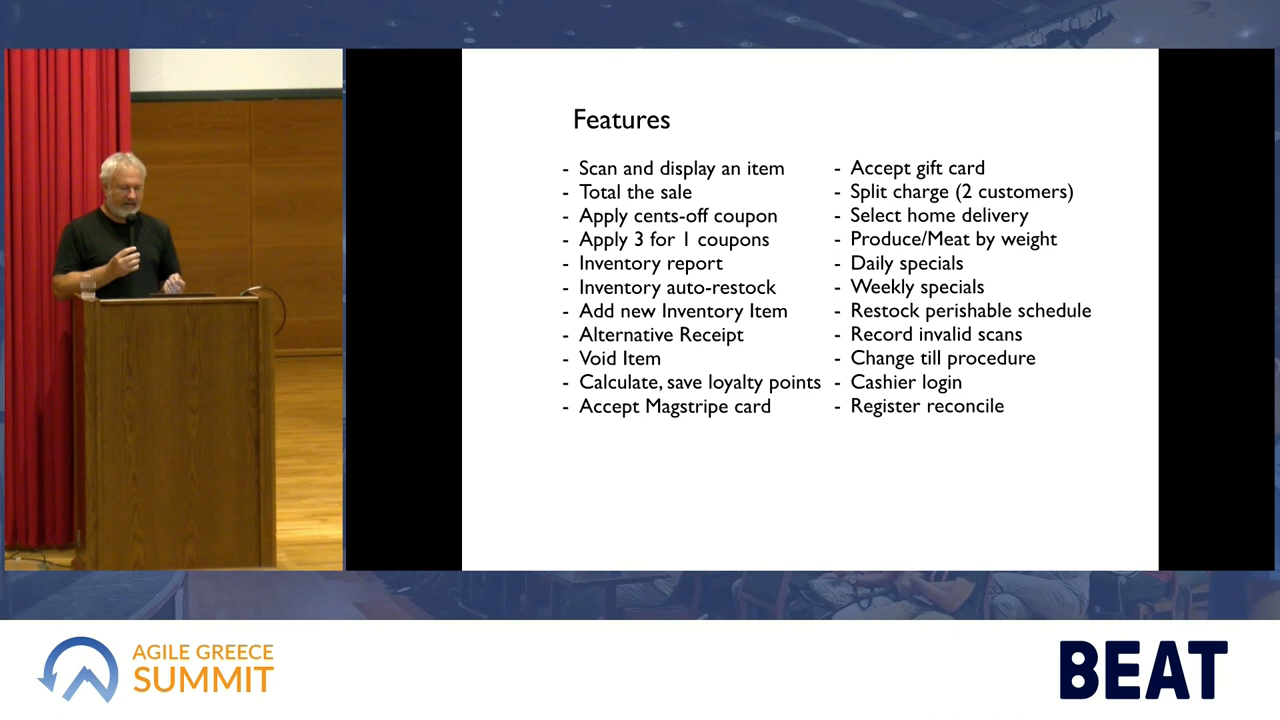 Features
- Scan and display an item
- Total the sale
- Apply cents-off coupon
- Apply 3 for 1 coupons
- Inventory report
- Inventory auto-restock
- Add new Inventory Item
- Alternative Receipt
- Void Item
- Calculate, save loyalty points
- Accept Magstripe card
- Accept gift card
- Split charge (2 customers)
- Select home delivery
- Produce/Meat by weight
- Daily specials
- Weekly specials
- Restock perishable schedule
- Record invalid scans
- Change till procedure
- Cashier login
- Register reconcile
AGILE GREECE
SUMMIT
BEAT